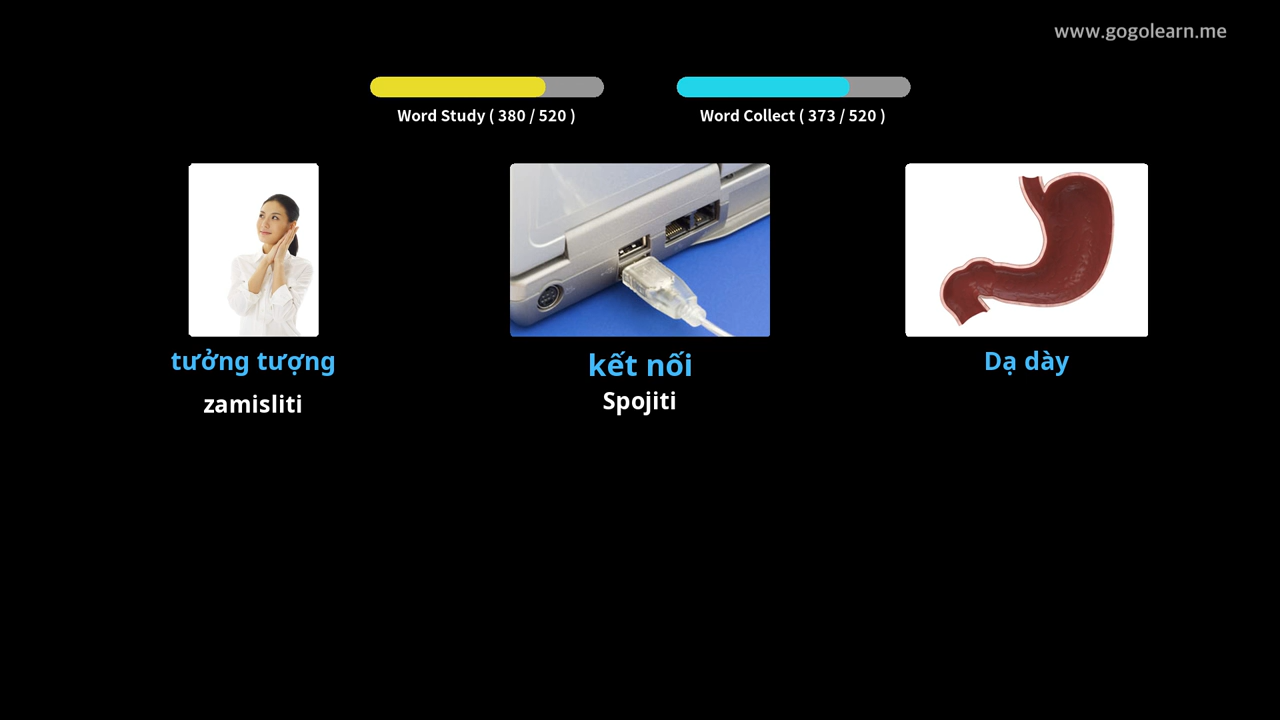 www.gogolearn.me
Word Study ( 380 / 520 )
Word Collect ( 373 / 520 )
tưởng tượng
kết nối
Dạ dày
zamisliti
Spojiti